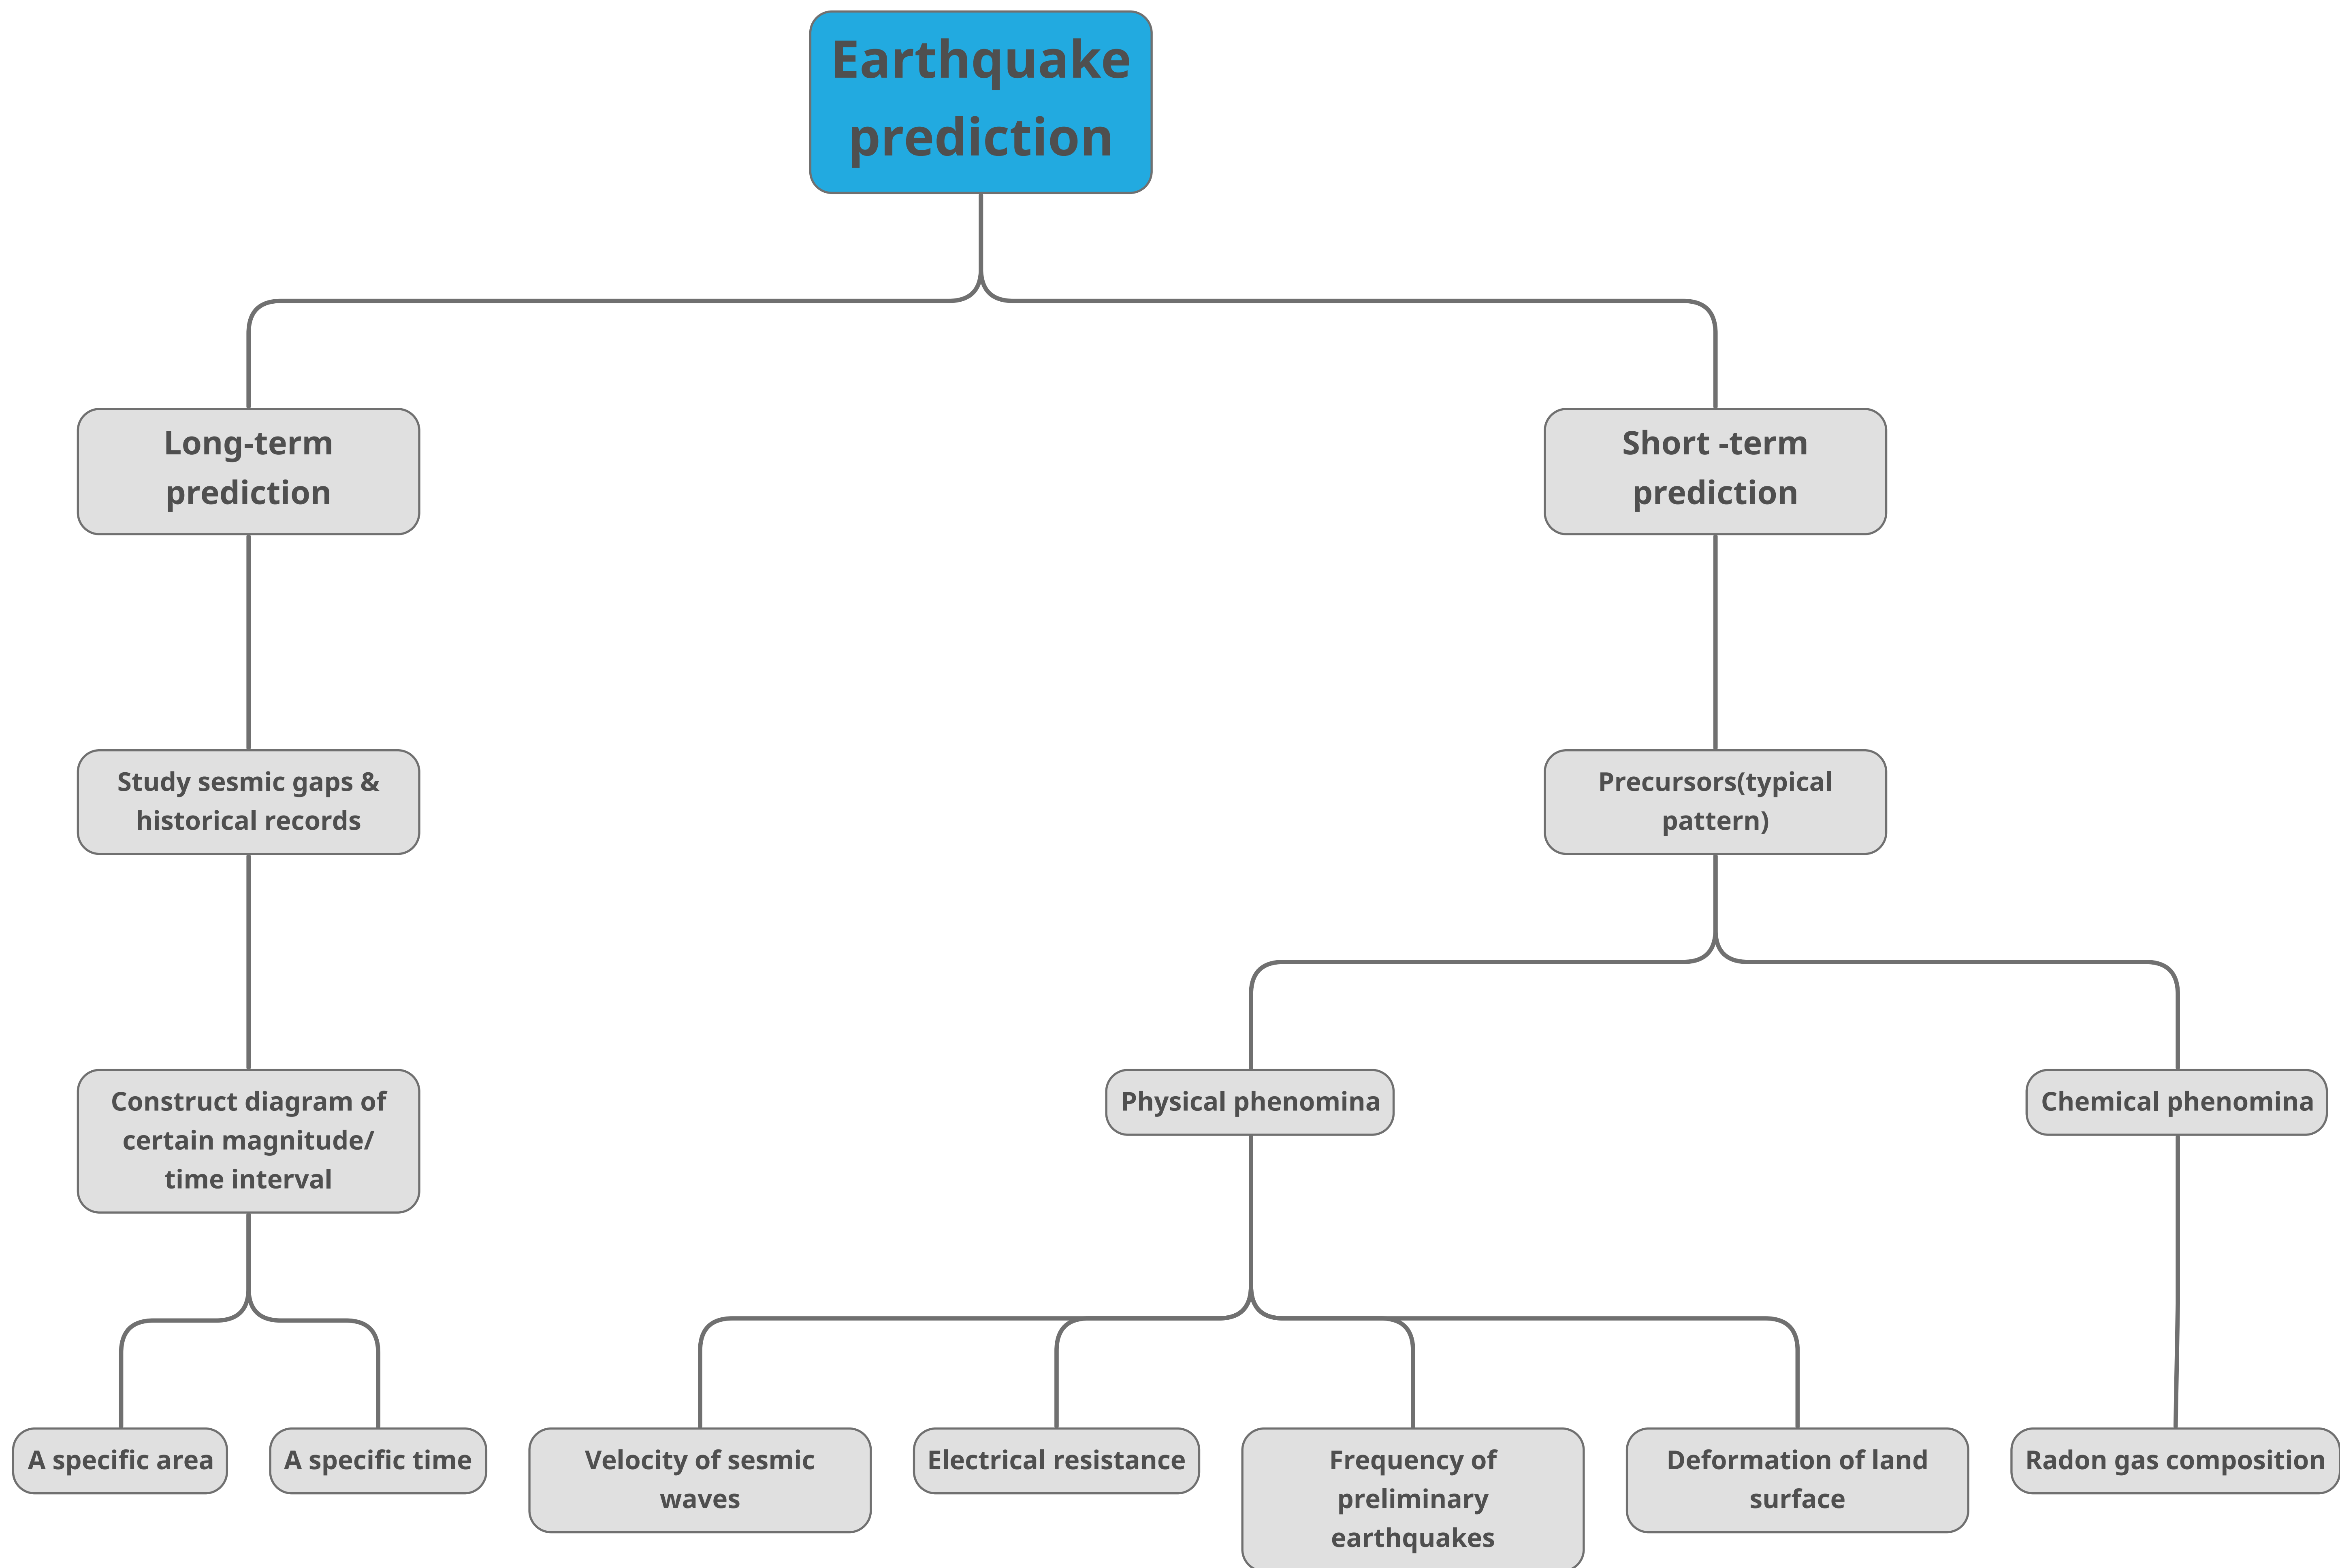 Earthquake
prediction
Long-term
prediction
Short -term
prediction
Study sesmic gaps &
historical records
Precursors(typical
pattern)
Construct diagram of
certain magnitude/
time interval
Physical phenomina
Chemical phenomina
A specific area
A specific time
Velocity of sesmic
waves
Electrical resistance
Frequency of
preliminary
earthquakes
Deformation of land
surface
Radon gas composition